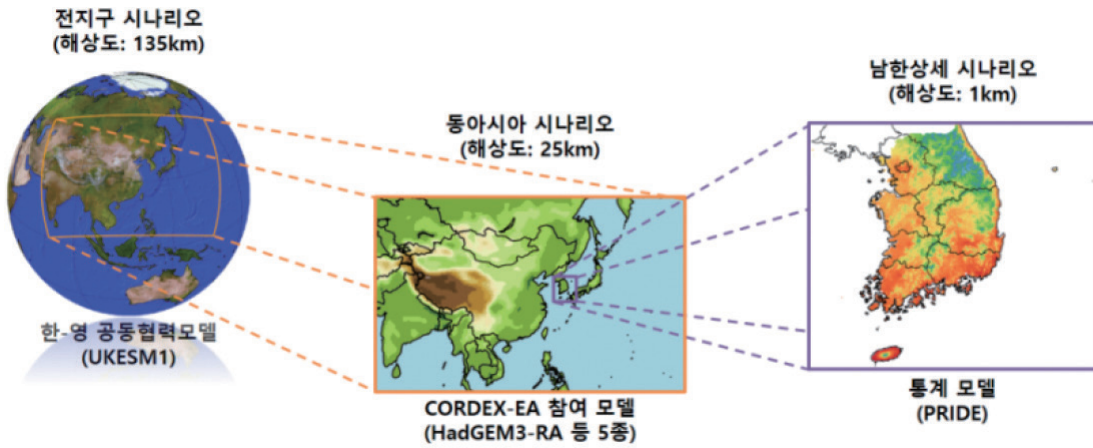 전지구 시나리오
(해상도: 135km)
한-영 공동협력모델
(UKESM1)
동아시아 시나리오
(해상도: 25km)
CORDEX-EA 참여 모델
(HadGEM3-RA 등 5종)
남한상세 시나리오
(해상도: 1km)
통계 모델
(PRIDE)